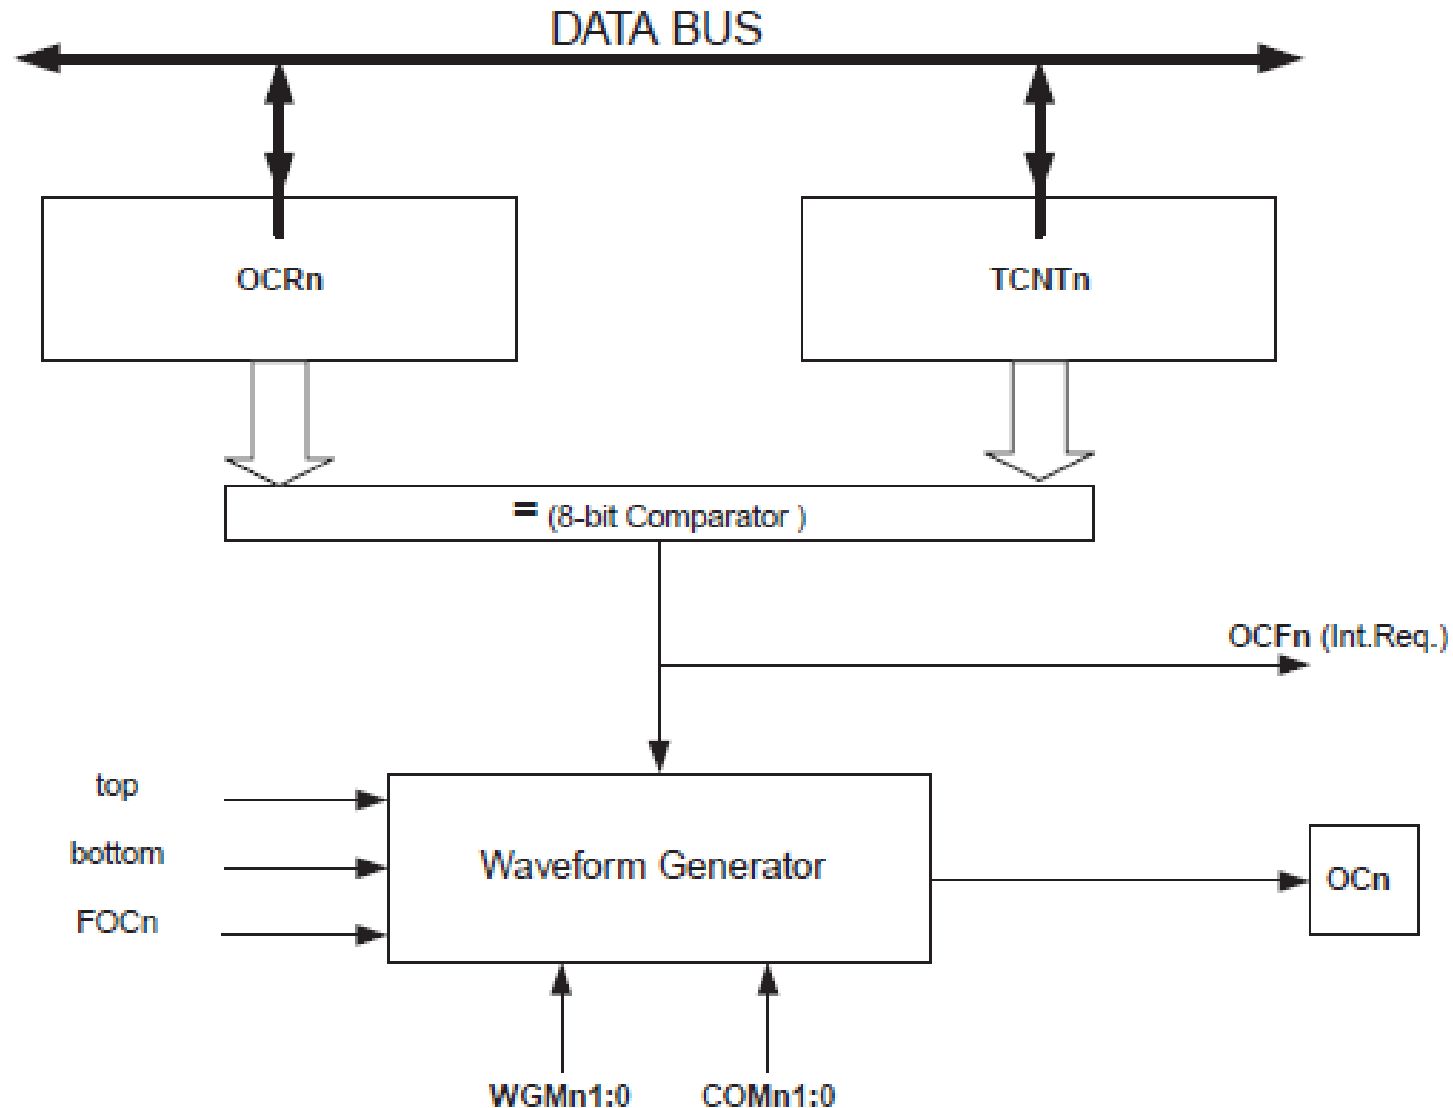 DATA BUS
OCRn
TCNTn
= (8-bit Comparator )
OCFn (Int.Req.)
top
bottom
FOCn
Waveform Generator
OCn
WGMn1:0
COMn1:0